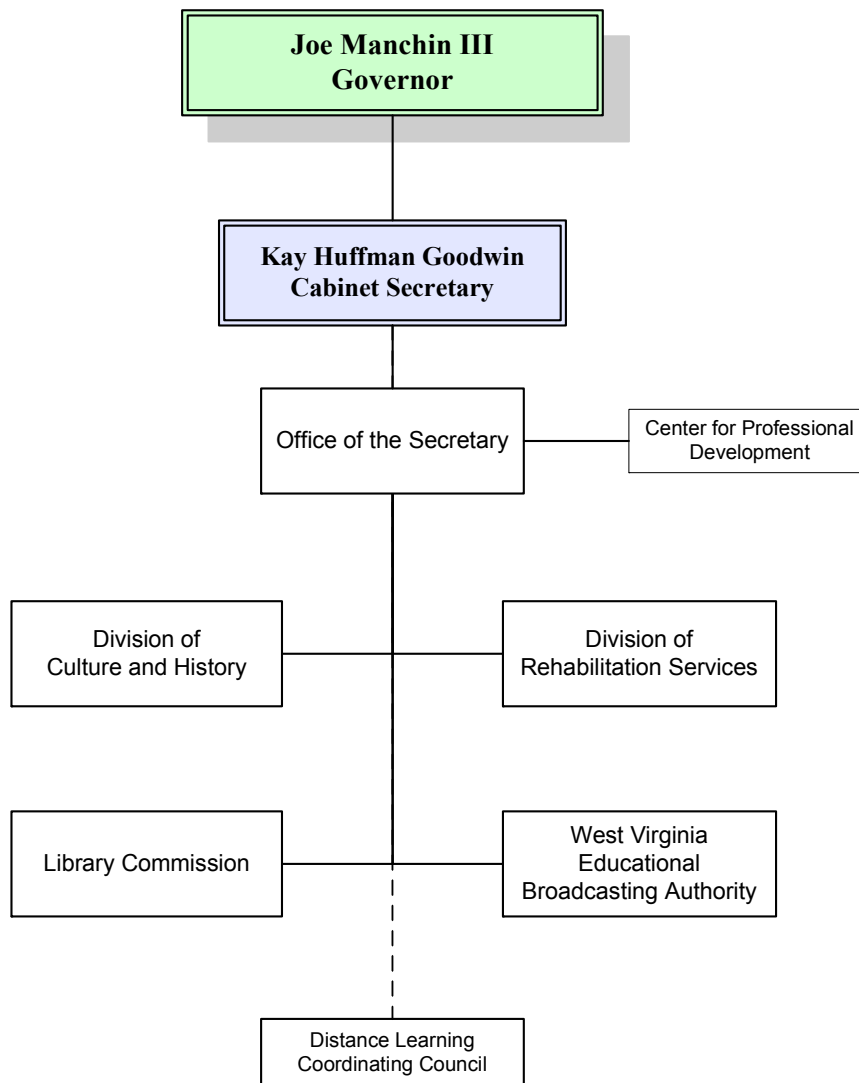 Joe Manchin III
Governor
Kay Huffman Goodwin
Cabinet Secretary
Office of the Secretary
Center for Professional
Development
Division of
Culture and History
Division of
Rehabilitation Services
Library Commission
West Virginia
Educational
Broadcasting Authority
Distance Learning
Coordinating Council